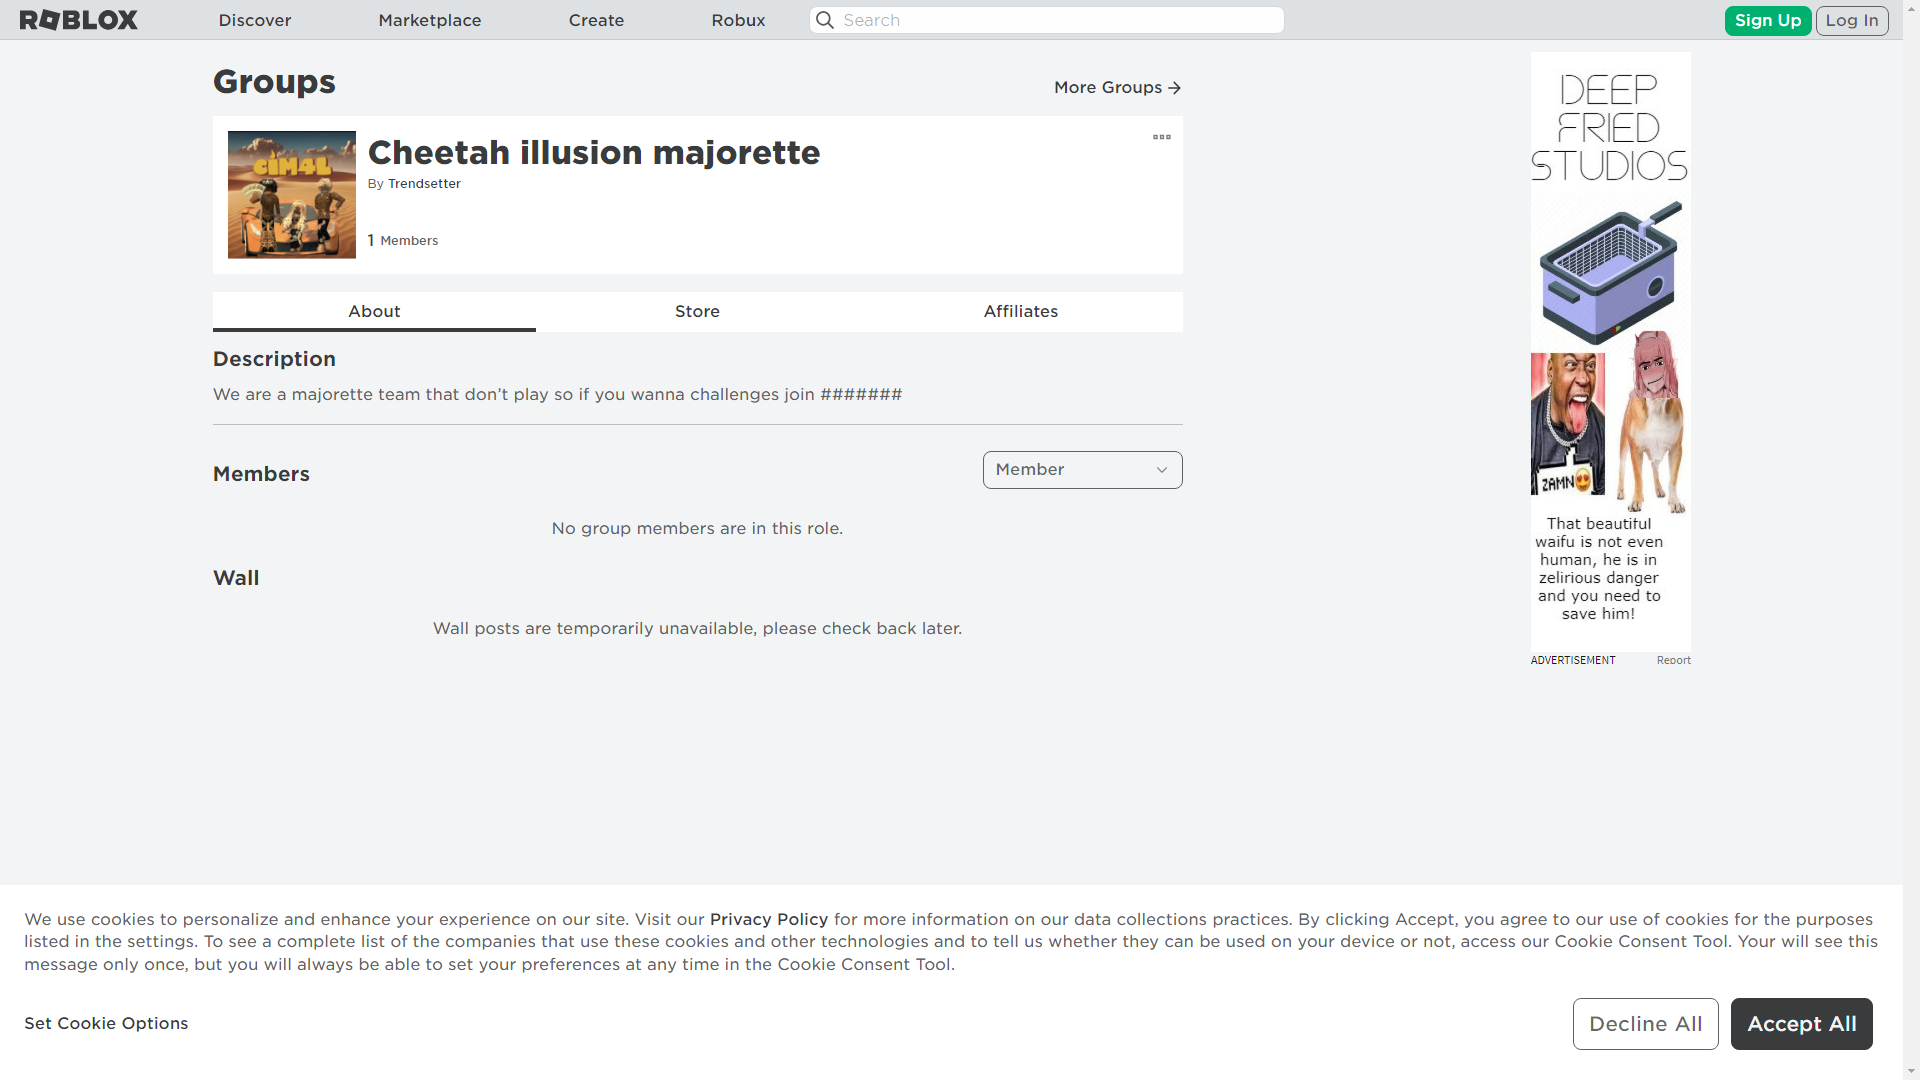 ROBLOX
Discover
Marketplace
Create
Robux
Search
Sign Up
Log In
Groups
More Groups
CIM4L
Cheetah illusion majorette
By Trendsetter
1 Members
About
Store
Affiliates
Description
We are a majorette team that don’t play so if you wanna challenges join #######
Members
Member
No group members are in this role.
Wall
Wall posts are temporarily unavailable, please check back later.
DEEP
FRIED
STUDIOS
ZAMN
That beautiful
waifu is not even
human, he is in
zelirious danger
and you need to
save him!
ADVERTISEMENT
Report
We use cookies to personalize and enhance your experience on our site. Visit our Privacy Policy for more information on our data collections practices. By clicking Accept, you agree to our use of cookies for the purposes
listed in the settings. To see a complete list of the companies that use these cookies and other technologies and to tell us whether they can be used on your device or not, access our Cookie Consent Tool. Your will see this
message only once, but you will always be able to set your preferences at any time in the Cookie Consent Tool.
Set Cookie Options
Decline All
Accept All